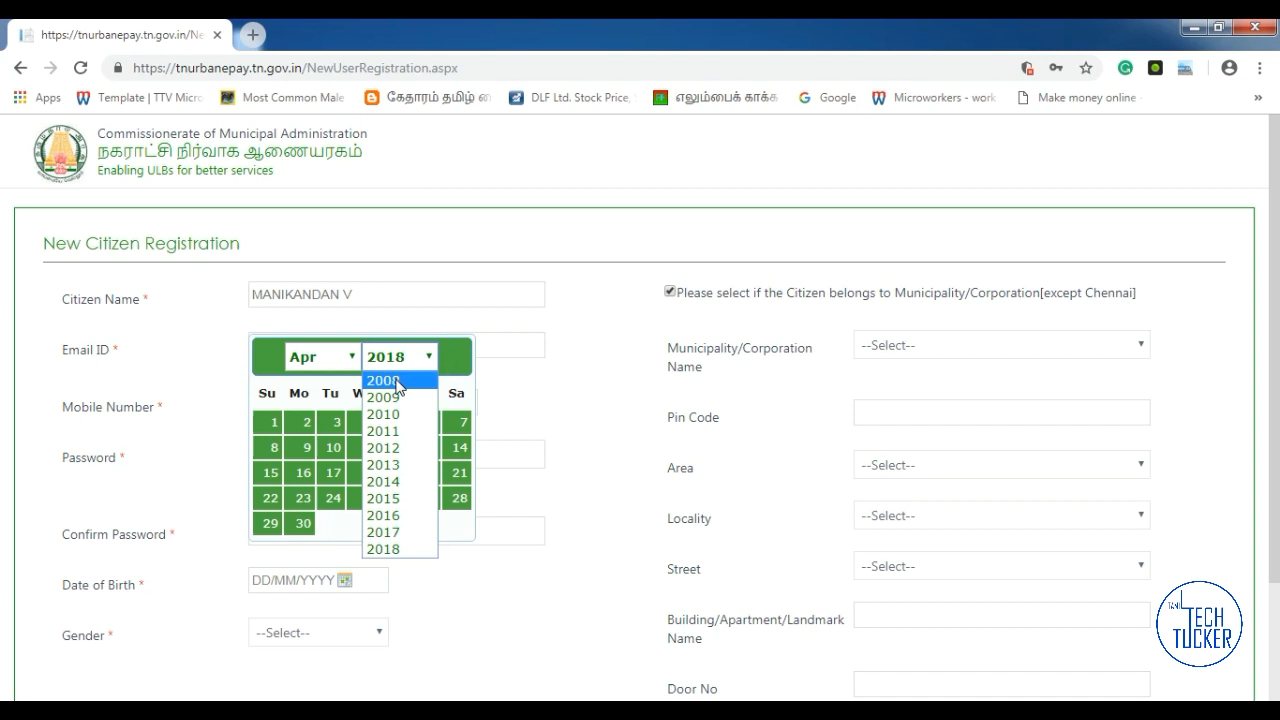 https://tnurbanepay.tn.gov.in/Ne
https://tnurbanepay.tn.gov.in/NewUserRegistration.aspx
Apps Template | TTV Micro Most Common Male கேதாரம் தமிழ் DLF Ltd. Stock Price, எலும்பைக் காக்க Google Microworkers - work Make money online »
Commissionerate of Municipal Administration
நகராட்சி நிர்வாக ஆணையரகம்
Enabling ULBs for better services
New Citizen Registration
Citizen Name *
MANIKANDAN V
Email ID *
Mobile Number *
Password *
Confirm Password *
Date of Birth *
DD/MM/YYYY
Gender *
--Select--
Apr 2018
Su Mo Tu W Sa
1 2 3 7
8 9 10 14
15 16 17 21
22 23 24 28
29 30
2008
2009
2010
2011
2012
2013
2014
2015
2016
2017
2018
Please select if the Citizen belongs to Municipality/Corporation[except Chennai]
Municipality/Corporation
Name
--Select--
Pin Code
Area
--Select--
Locality
--Select--
Street
--Select--
Building/Apartment/Landmark
Name
Door No
TAMIL
TECH
TUCKER